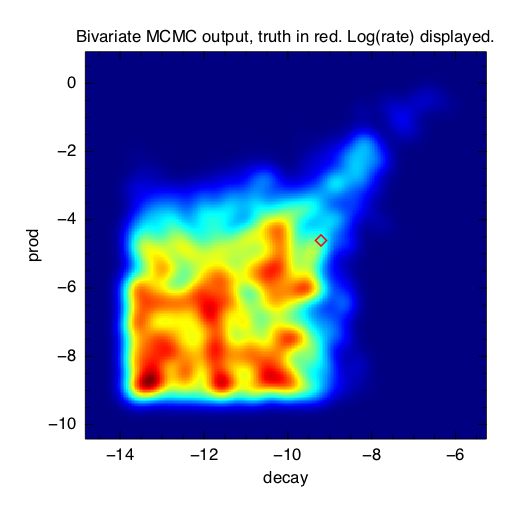 Bivariate MCMC output, truth in red. Log(rate) displayed.
0
−2
−4
prod
−6
−8
−10
−14 −12 −10 −8 −6
decay